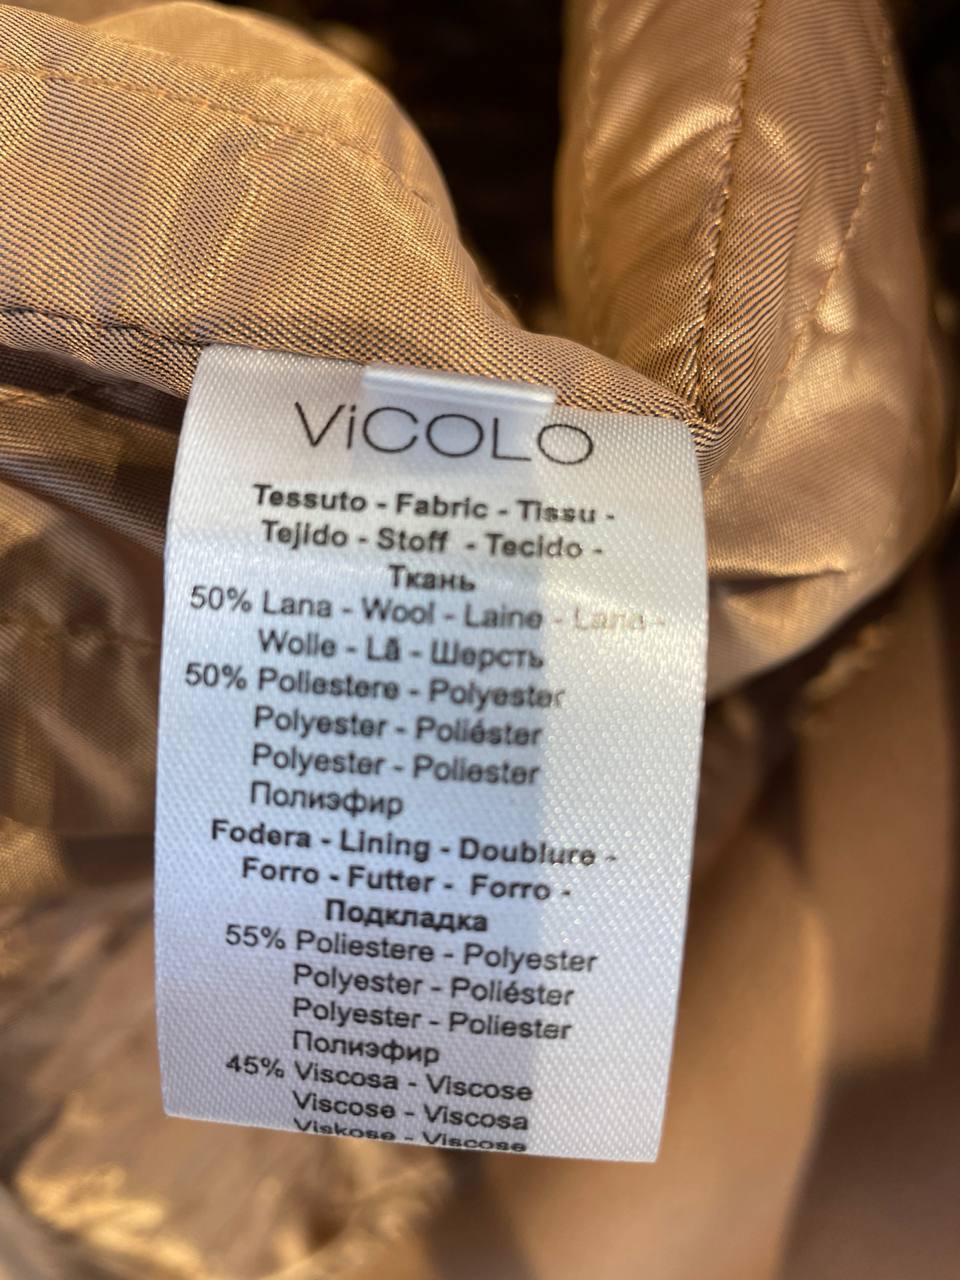 ViCOLO
Tessuto - Fabric - Tissu -
Tejido - Stoff - Tecido -
Ткань
50% Lana - Wool - Laine - Lana -
Wolle - Lã - Шерсть
50% Poliestere - Polyester
Polyester - Poliéster
Polyester - Poliester
Полиэфир
Fodera - Lining - Doublure -
Forro - Futter - Forro -
Подкладка
55% Poliestere - Polyester
Polyester - Poliéster
Polyester - Poliester
Полиэфир
45% Viscosa - Viscose
Viscose - Viscosa
Viskose - Viscose